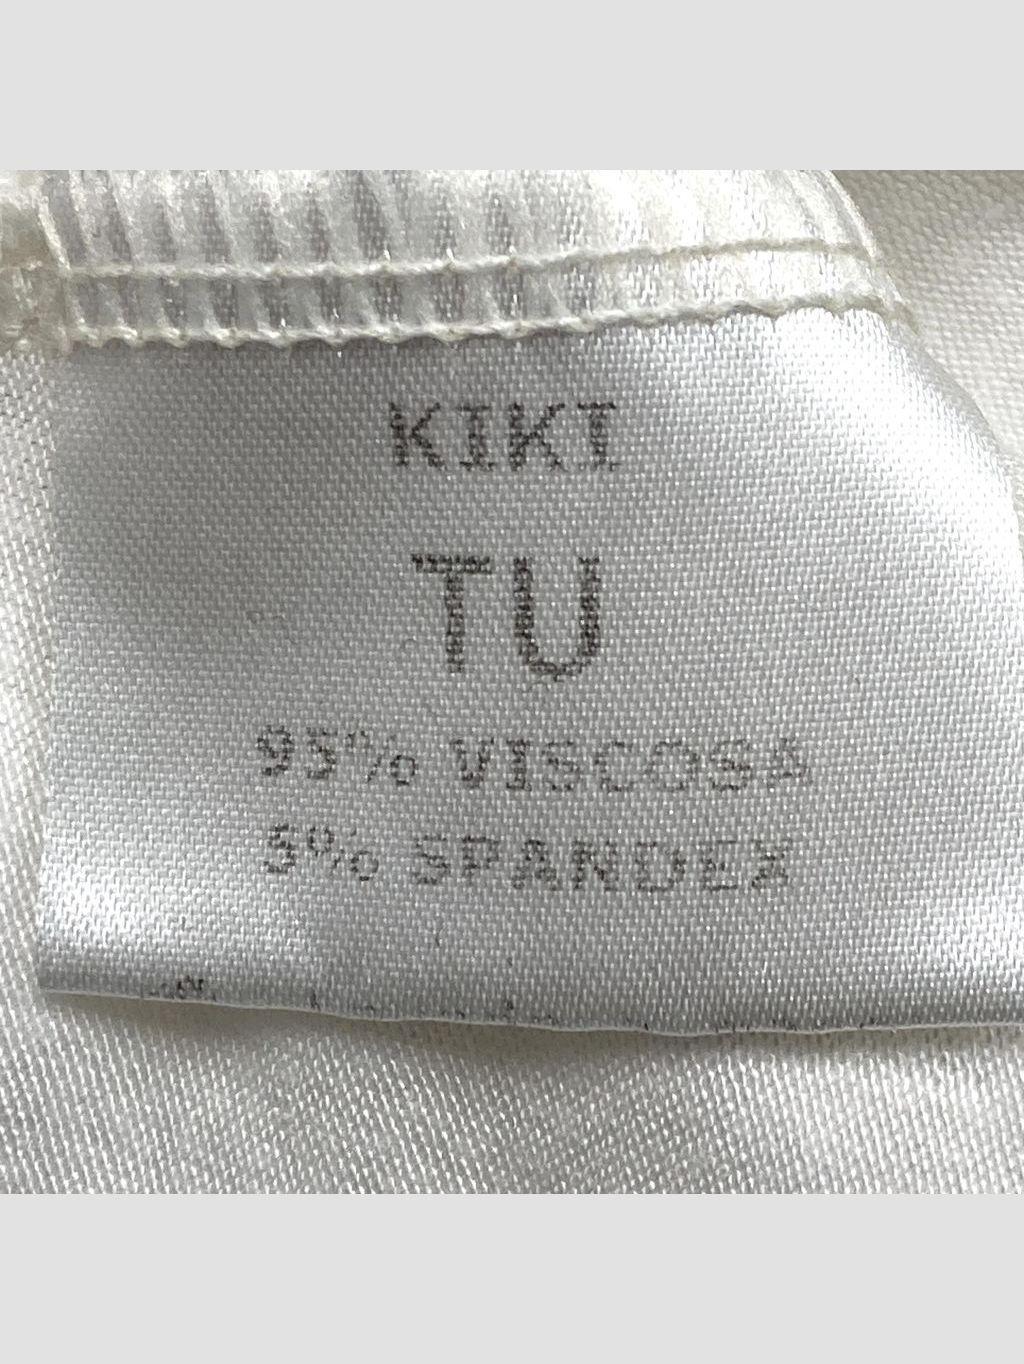 KIKI
TU
95% VISCOSA
5% SPANDEX